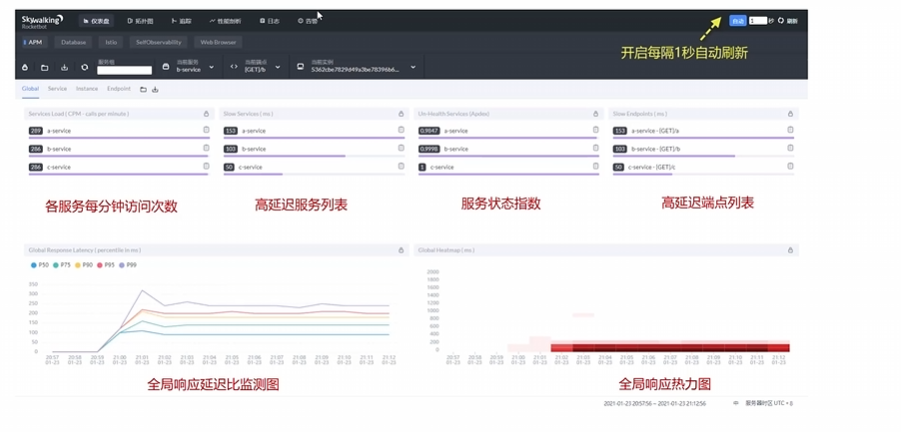 Skywalking
Rocketbot
仪表盘
拓扑图
追踪
性能剖析
日志
告警
自动
1
秒
刷新
开启每隔1秒自动刷新
APM
Database
Istio
SelfObservability
Web Browser
服务组
当前服务
b-service
当前端点
[GET]/b
当前实例
Global
Service
Instance
Endpoint
Services Load ( CPM - calls per minute )
289 a-service
286 b-service
286 c-service
各服务每分钟访问次数
Slow Services ( ms )
153 a-service
103 b-service
50 c-service
高延迟服务列表
Un-Health Services (Apdex)
0.9847 a-service
0.9998 b-service
1 c-service
服务状态指数
Slow Endpoints ( ms )
153 a-service - [GET]/a
103 b-service - [GET]/b
50 c-service - [GET]/c
高延迟端点列表
Global Response Latency ( percentile in ms )
P50 P75 P90 P95 P99
350
300
250
200
150
100
50
0
20:57 20:58 20:59 21:00 21:01 21:02 21:03 21:04 21:05 21:06 21:07 21:08 21:09 21:10 21:11 21:12
01-23 01-23 01-23 01-23 01-23 01-23 01-23 01-23 01-23 01-23 01-23 01-23 01-23 01-23 01-23 01-23
全局响应延迟比监测图
Global Heatmap ( ms )
2000
1800
1600
1400
1200
1000
800
600
400
200
0
20:57 20:58 20:59 21:00 21:01 21:02 21:03 21:04 21:05 21:06 21:07 21:08 21:09 21:10 21:11 21:12
01-23 01-23 01-23 01-23 01-23 01-23 01-23 01-23 01-23 01-23 01-23 01-23 01-23 01-23 01-23 01-23
全局响应热力图
2021-01-23 20:57:56 ~ 2021-01-23 21:12:56
中
服务器时区 UTC + 8